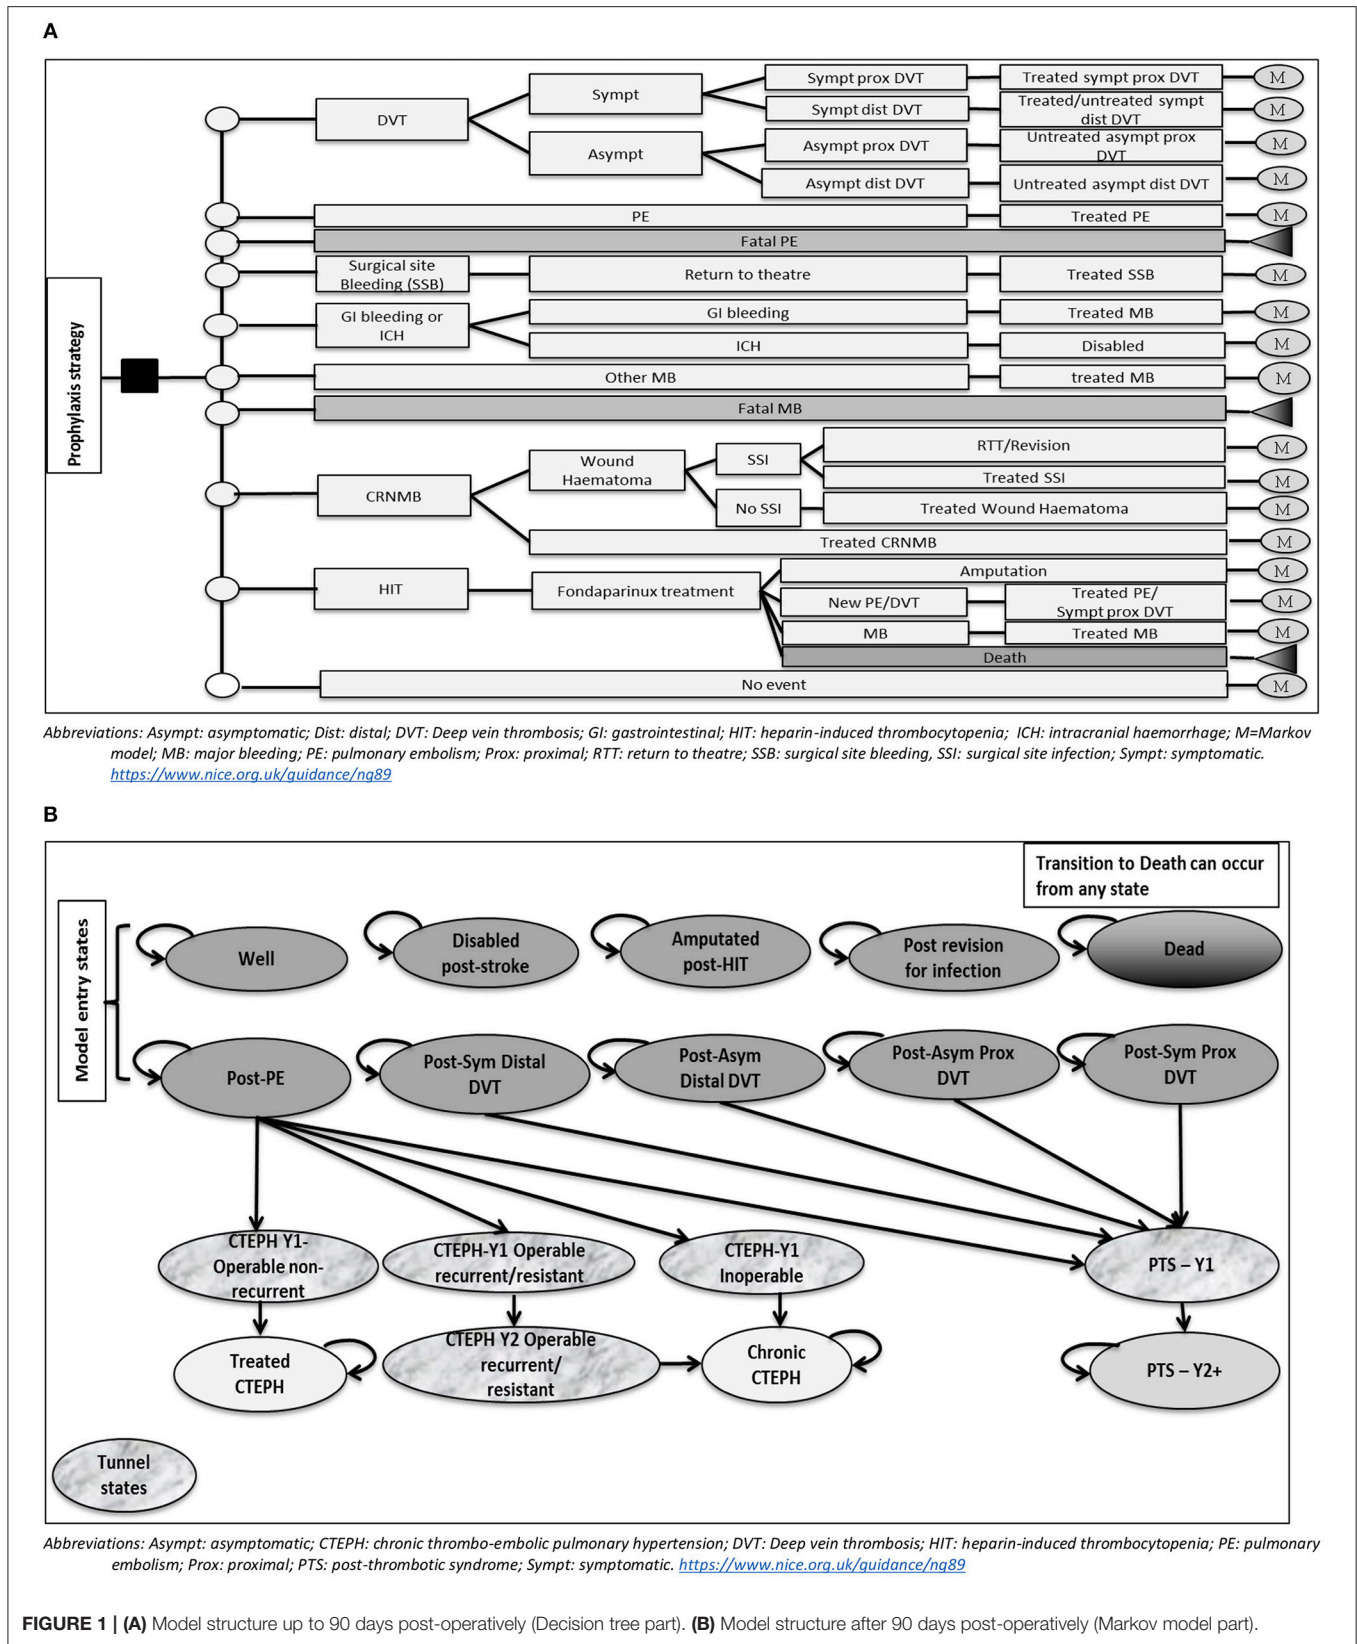 A
Sympt prox DVT
Treated sympt prox DVT
M
Sympt
DVT
Sympt dist DVT
Treated/untreated sympt
dist DVT
M
Asympt
Asympt prox DVT
Untreated asympt prox
DVT
M
Asympt dist DVT
Untreated asympt dist DVT
M
PE
Treated PE
M
Fatal PE
Surgical site
Bleeding (SSB)
Return to theatre
Treated SSB
M
GI bleeding or
ICH
GI bleeding
Treated MB
M
ICH
Disabled
M
Prophylaxis strategy
Other MB
treated MB
M
Fatal MB
CRNMB
Wound
Haematoma
SSI
RTT/Revision
M
Treated SSI
M
No SSI
Treated Wound Haematoma
M
Treated CRNMB
M
HIT
Fondaparinux treatment
Amputation
M
New PE/DVT
Treated PE/
Sympt prox DVT
M
MB
Treated MB
M
Death
No event
M
Abbreviations: Asympt: asymptomatic; Dist: distal; DVT: Deep vein thrombosis; GI: gastrointestinal; HIT: heparin-induced thrombocytopenia; ICH: intracranial haemorrhage; M=Markov
model; MB: major bleeding; PE: pulmonary embolism; Prox: proximal; RTT: return to theatre; SSB: surgical site bleeding, SSI: surgical site infection; Sympt: symptomatic.
https://www.nice.org.uk/guidance/ng89
B
Transition to Death can occur
from any state
Model entry states
Well
Disabled
post-stroke
Amputated
post-HIT
Post revision
for infection
Dead
Post-PE
Post-Sym Distal
DVT
Post-Asym
Distal DVT
Post-Asym Prox
DVT
Post-Sym Prox
DVT
CTEPH Y1-
Operable non-
recurrent
CTEPH-Y1 Operable
recurrent/resistant
CTEPH-Y1
Inoperable
PTS – Y1
Treated
CTEPH
CTEPH Y2 Operable
recurrent/
resistant
Chronic
CTEPH
PTS – Y2+
Tunnel
states
Abbreviations: Asympt: asymptomatic; CTEPH: chronic thrombo-embolic pulmonary hypertension; DVT: Deep vein thrombosis; HIT: heparin-induced thrombocytopenia; PE: pulmonary
embolism; Prox: proximal; PTS: post-thrombotic syndrome; Sympt: symptomatic. https://www.nice.org.uk/guidance/ng89
FIGURE 1 | (A) Model structure up to 90 days post-operatively (Decision tree part). (B) Model structure after 90 days post-operatively (Markov model part).